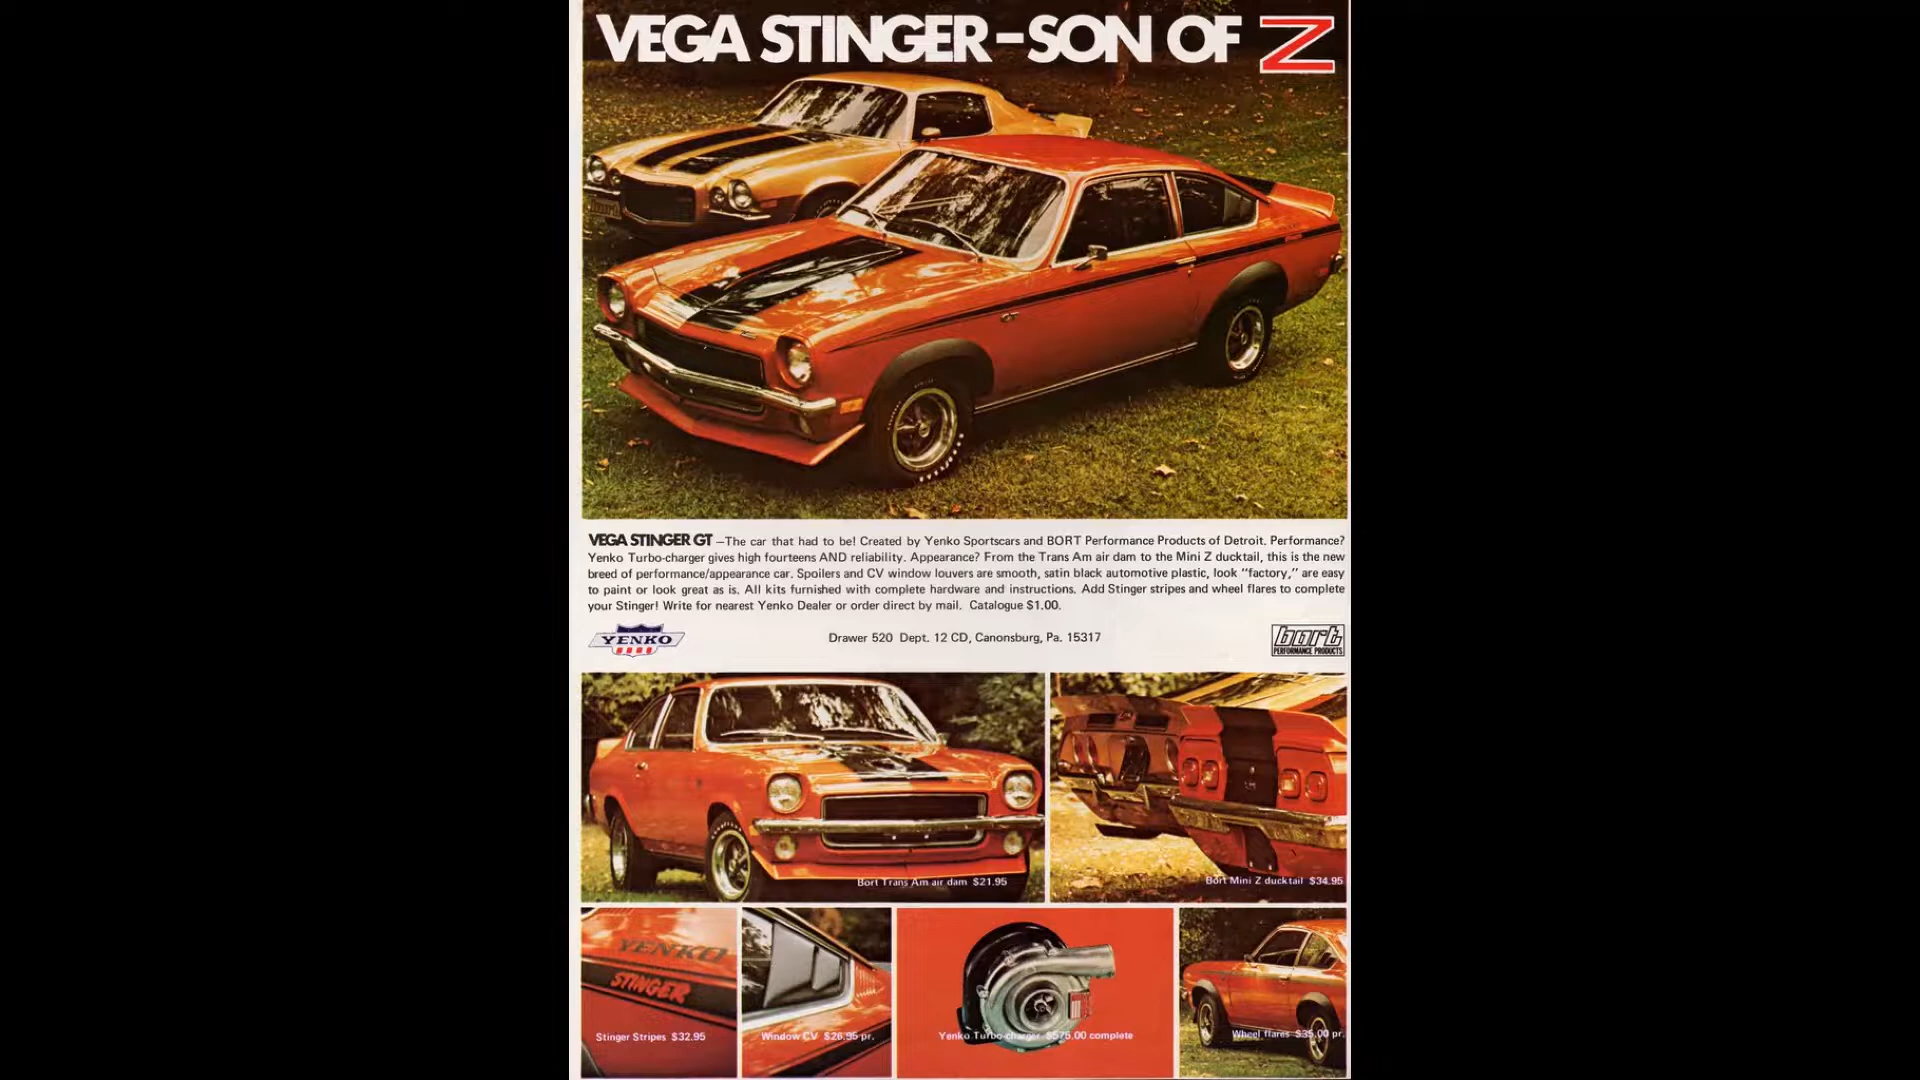 VEGA STINGER–SON OF Z
VEGA STINGER GT –The car that had to be! Created by Yenko Sportscars and BORT Performance Products of Detroit. Performance?
Yenko Turbo-charger gives high fourteens AND reliability. Appearance? From the Trans Am air dam to the Mini Z ducktail, this is the new
breed of performance/appearance car. Spoilers and CV window louvers are smooth, satin black automotive plastic, look "factory," are easy
to paint or look great as is. All kits furnished with complete hardware and instructions. Add Stinger stripes and wheel flares to complete
your Stinger! Write for nearest Yenko Dealer or order direct by mail. Catalogue $1.00.
YENKO
Drawer 520 Dept. 12 CD, Canonsburg, Pa. 15317
bort
PERFORMANCE PRODUCTS
Bort Trans Am air dam $21.95
Bort Mini Z ducktail $34.95
YENKO
STINGER
Stinger Stripes $32.95
Window CV $26.95 pr.
Yenko Turbo-charger $575.00 complete
Wheel flares $35.00 pr.
GT